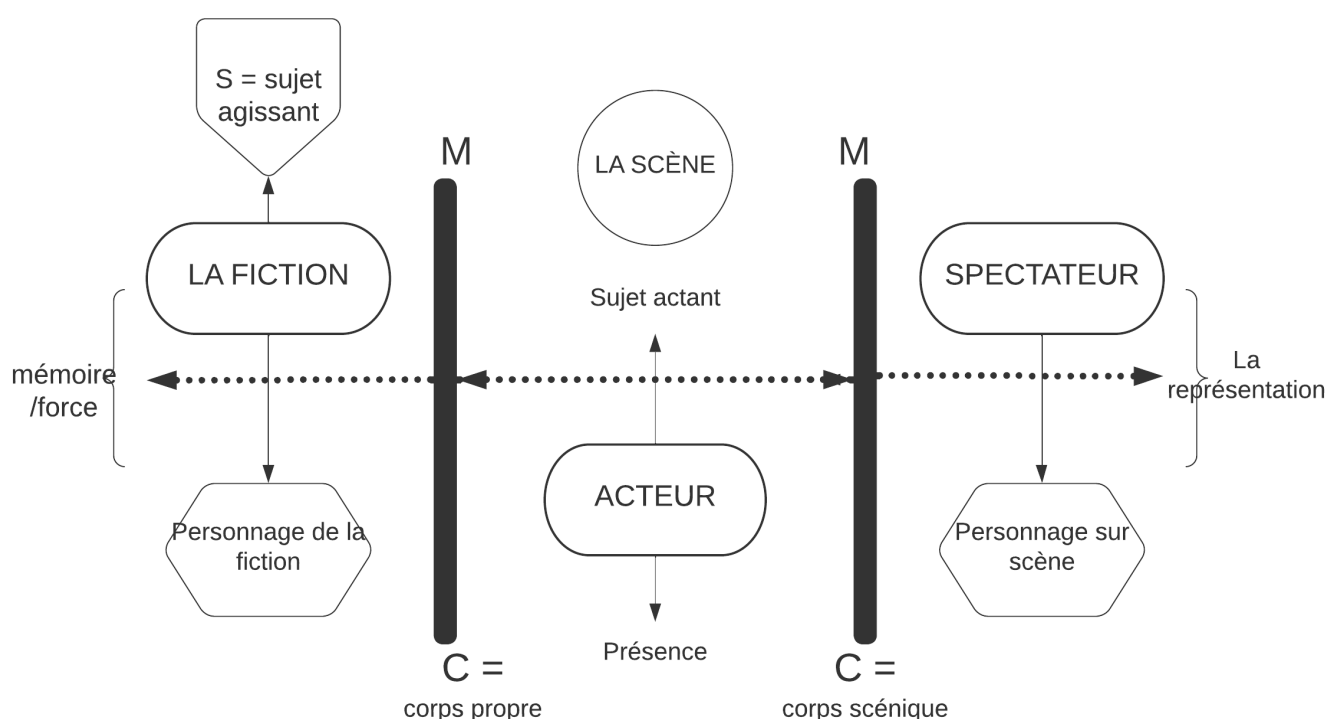 S = sujet
agissant
M
LA SCÈNE
M
LA FICTION
SPECTATEUR
Sujet actant
mémoire
/force
La
représentation
ACTEUR
Personnage de la
fiction
Personnage sur
scène
Présence
C =
corps propre
C =
corps scénique